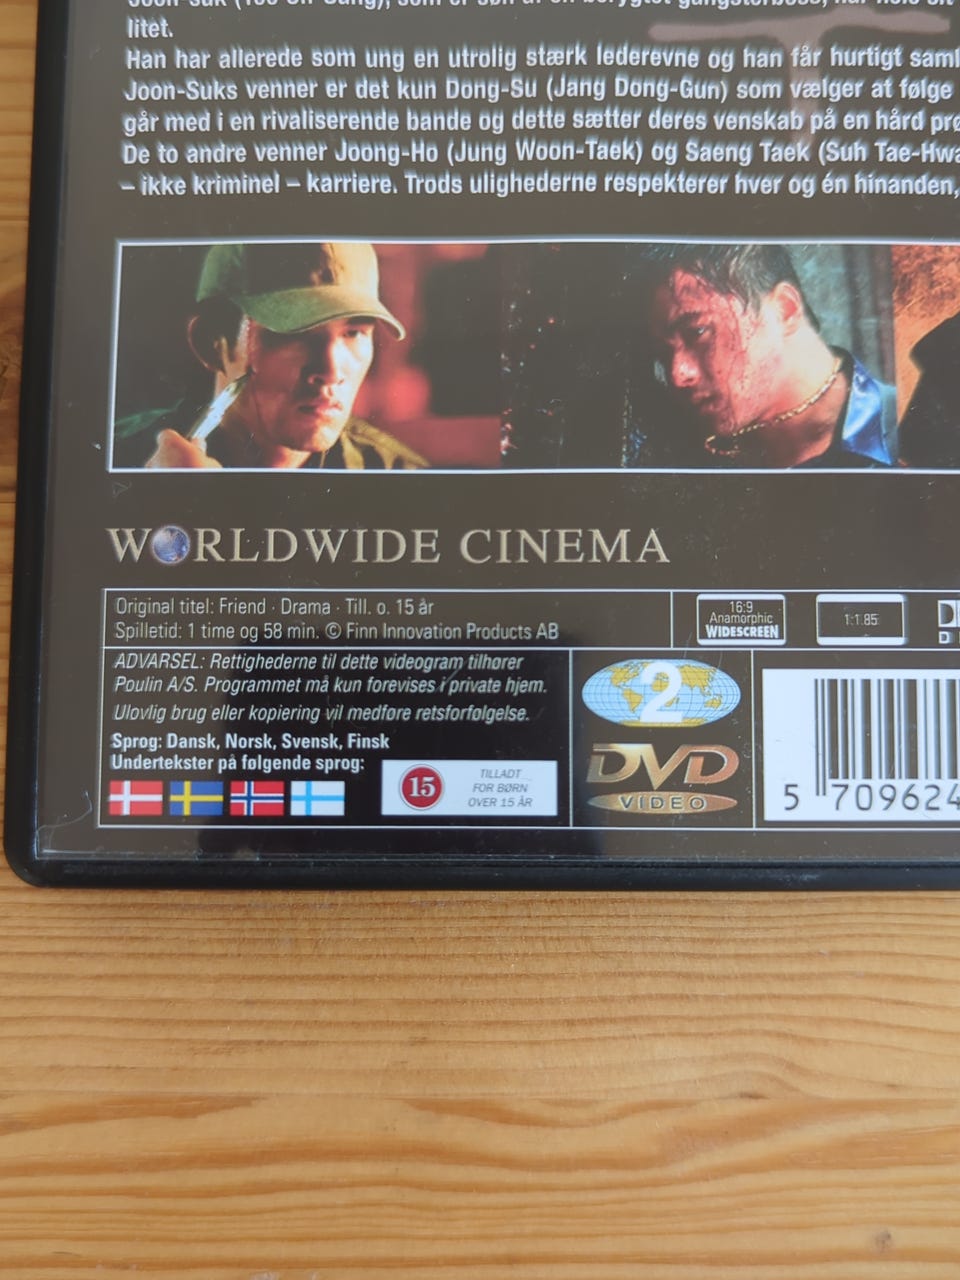 litet.
Han har allerede som ung en utrolig stærk lederevne og han får hurtigt saml
Joon-Suks venner er det kun Dong-Su (Jang Dong-Gun) som vælger at følge
går med i en rivaliserende bande og dette sætter deres venskab på en hård prø
De to andre venner Joong-Ho (Jung Woon-Taek) og Saeng Taek (Suh Tae-Hwa
– ikke kriminel – karriere. Trods ulighederne respekterer hver og én hinanden,
WORLDWIDE CINEMA
Original titel: Friend · Drama · Till. o. 15 år
Spilletid: 1 time og 58 min. © Finn Innovation Products AB
16:9
Anamorphic
WIDESCREEN
1:1.85
ADVARSEL: Rettighederne til dette videogram tilhører
Poulin A/S. Programmet må kun forevises i private hjem.
Ulovlig brug eller kopiering vil medføre retsforfølgelse.
Sprog: Dansk, Norsk, Svensk, Finsk
Undertekster på følgende sprog:
15
TILLADT
FOR BØRN
OVER 15 ÅR
2
DVD
VIDEO
5 709624